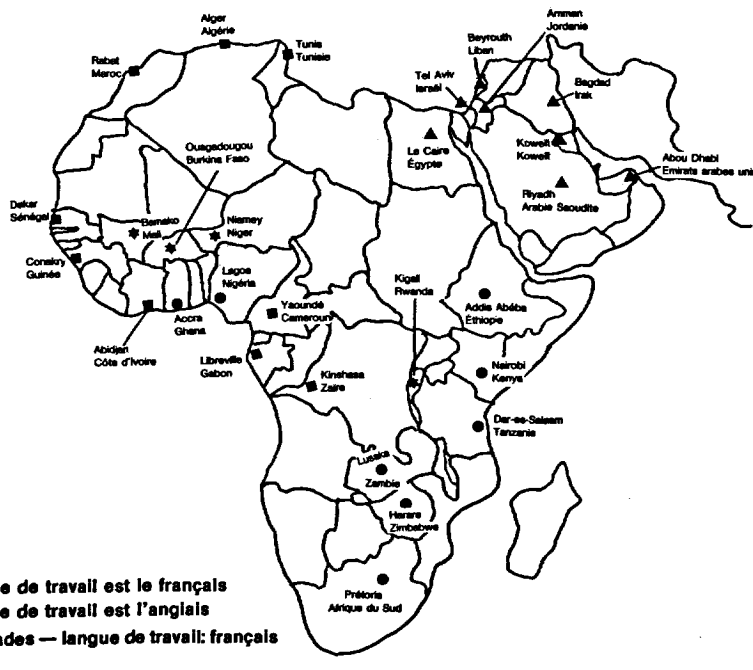 Alger
Algérie
Tunis
Tunisie
Rabat
Maroc
Amman
Jordanie
Beyrouth
Liban
Tel Aviv
Israël
Bagdad
Irak
Ouagadougou
Burkina Faso
Le Caire
Égypte
Koweït
Koweït
Abou Dhabi
Emirats arabes uni
Riyadh
Arabie Saoudite
Dakar
Sénégal
Bamako
Mali
Niamey
Niger
Conakry
Guinée
Lagos
Nigéria
Kigali
Rwanda
Accra
Ghana
Yaoundé
Cameroun
Addis Abéba
Éthiopie
Abidjan
Côte d'Ivoire
Libreville
Gabon
Kinshasa
Zaïre
Nairobi
Kenya
Dar-es-Salaam
Tanzanie
Lusaka
Zambie
Harare
Zimbabwe
Prétoria
Afrique du Sud
e de travail est le français
e de travail est l'anglais
ades — langue de travail: français